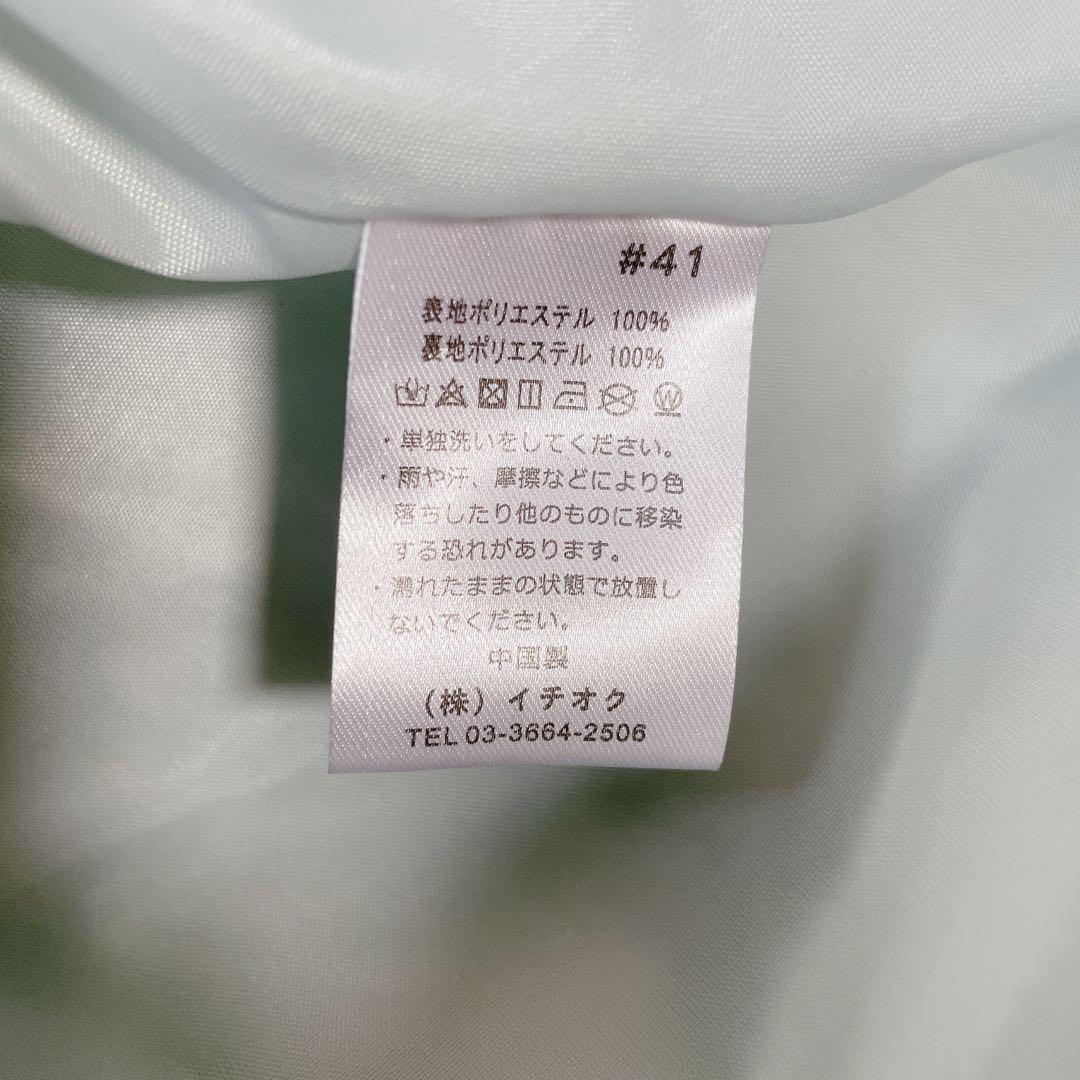 #41
表地ポリエステル 100%
裏地ポリエステル 100%
W
・単独洗いをしてください。
・雨や汗、摩擦などにより色
落ちしたり他のものに移染
する恐れがあります。
・濡れたままの状態で放置し
ないでください。
中国製
(株)イチオク
TEL 03-3664-2506